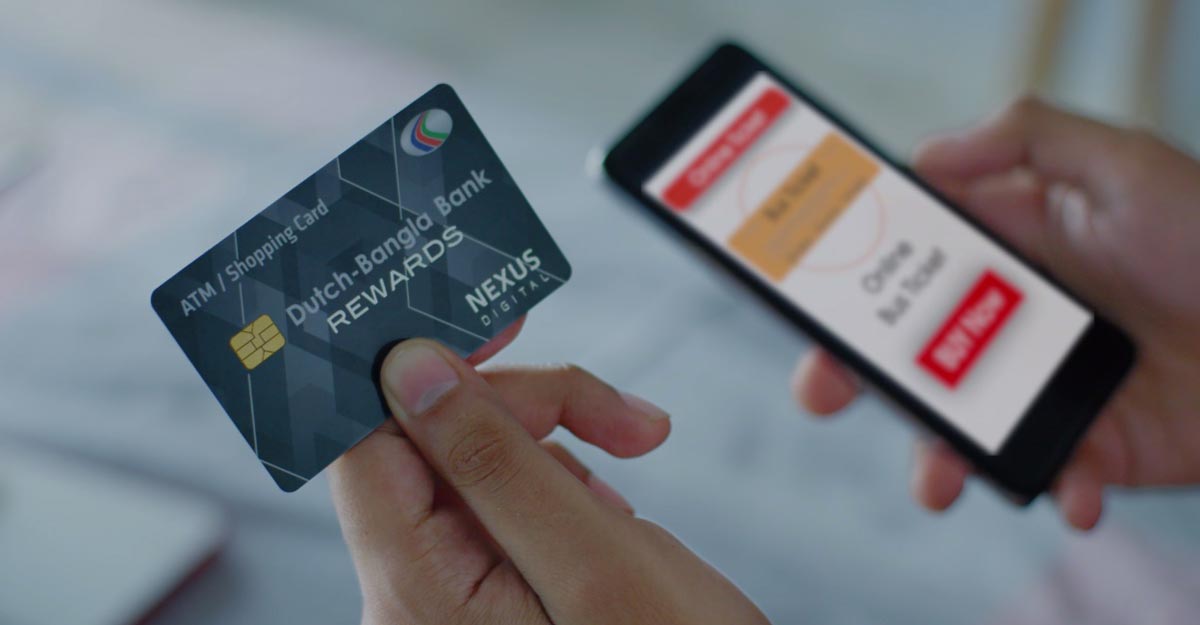 ATM / Shopping Card
Dutch-Bangla Bank
REWARDS
NEXUS
DIGITAL
Online Ticket
Bus Ticket
Online
Bus Ticket
BUY NOW